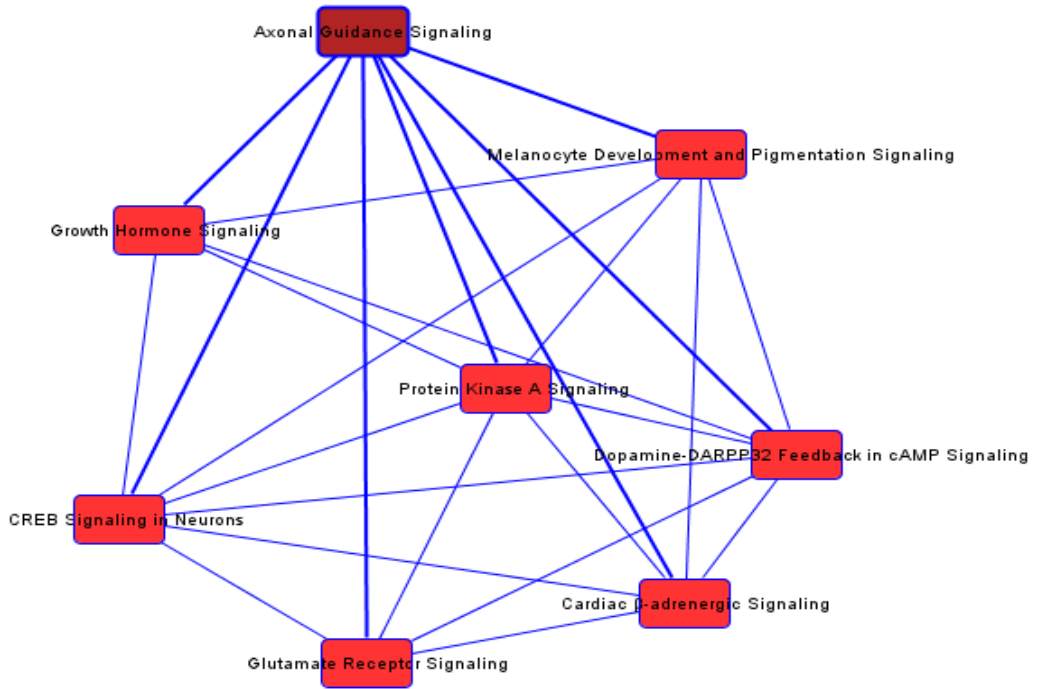 Axonal Guidance Signaling
Melanocyte Development and Pigmentation Signaling
Growth Hormone Signaling
Protein Kinase A Signaling
Dopamine-DARPP32 Feedback in cAMP Signaling
CREB Signaling in Neurons
Cardiac β-adrenergic Signaling
Glutamate Receptor Signaling